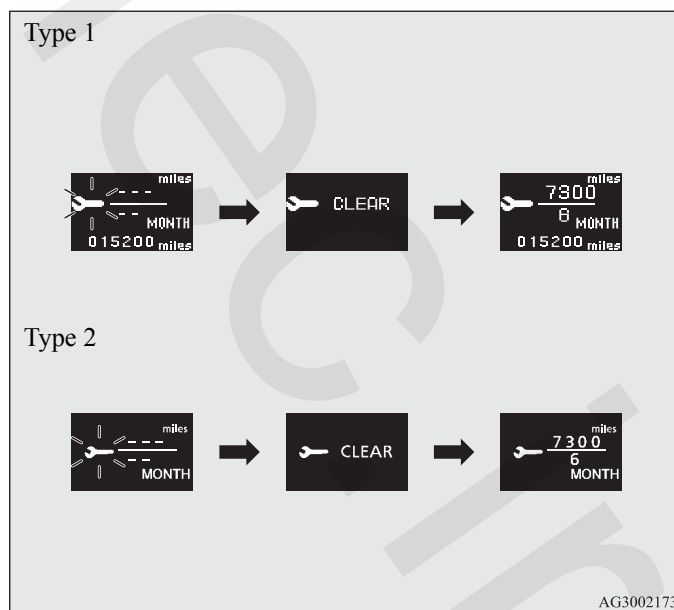 Type 1
miles
---
--
MONTH
015200 miles
CLEAR
miles
7300
6
MONTH
015200 miles
Type 2
miles
---
--
MONTH
CLEAR
miles
7300
6
MONTH
AG3002173